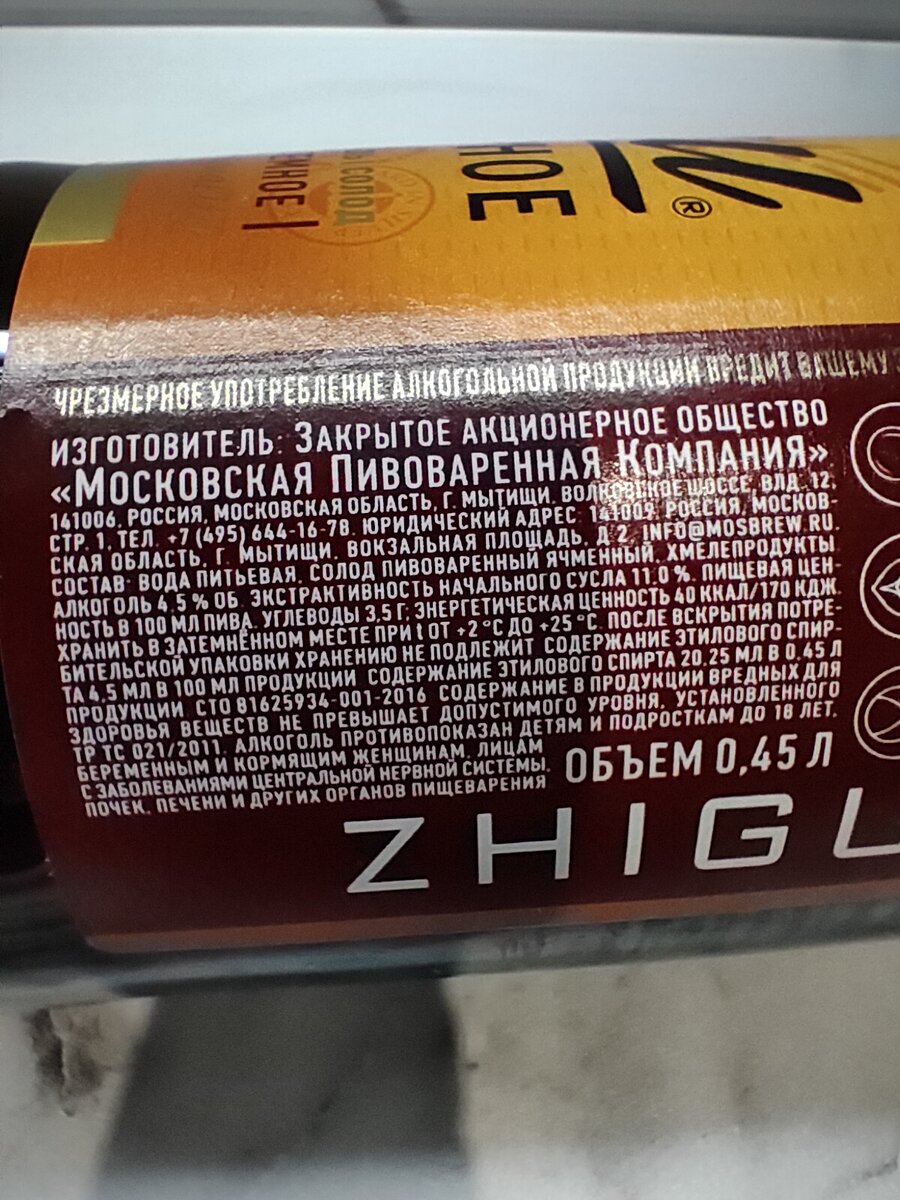 НОЕ
®
СОЛОД
ЧРЕЗМЕРНОЕ УПОТРЕБЛЕНИЕ АЛКОГОЛЬНОЙ ПРОДУКЦИИ ВРЕДИТ ВАШЕМУ
ИЗГОТОВИТЕЛЬ: ЗАКРЫТОЕ АКЦИОНЕРНОЕ ОБЩЕСТВО
«МОСКОВСКАЯ ПИВОВАРЕННАЯ КОМПАНИЯ»
141006, РОССИЯ, МОСКОВСКАЯ ОБЛАСТЬ, Г. МЫТИЩИ, ВОЛКОВСКОЕ ШОССЕ, ВЛД. 12,
СТР. 1, ТЕЛ. +7 (495) 644-16-78. ЮРИДИЧЕСКИЙ АДРЕС: 141009, РОССИЯ, МОСКОВ-
СКАЯ ОБЛАСТЬ, Г. МЫТИЩИ, ВОКЗАЛЬНАЯ ПЛОЩАДЬ, Д.2, INFO@MOSBREW.RU.
СОСТАВ: ВОДА ПИТЬЕВАЯ, СОЛОД ПИВОВАРЕННЫЙ ЯЧМЕННЫЙ, ХМЕЛЕПРОДУКТЫ.
АЛКОГОЛЬ 4,5 % ОБ. ЭКСТРАКТИВНОСТЬ НАЧАЛЬНОГО СУСЛА 11,0 %. ПИЩЕВАЯ ЦЕН-
НОСТЬ В 100 МЛ ПИВА: УГЛЕВОДЫ 3,5 Г; ЭНЕРГЕТИЧЕСКАЯ ЦЕННОСТЬ 40 ККАЛ/170 КДЖ.
ХРАНИТЬ В ЗАТЕМНЁННОМ МЕСТЕ ПРИ t ОТ +2 °С ДО +25 °С. ПОСЛЕ ВСКРЫТИЯ ПОТРЕ-
БИТЕЛЬСКОЙ УПАКОВКИ ХРАНЕНИЮ НЕ ПОДЛЕЖИТ. СОДЕРЖАНИЕ ЭТИЛОВОГО СПИР-
ТА 4,5 МЛ В 100 МЛ ПРОДУКЦИИ. СОДЕРЖАНИЕ ЭТИЛОВОГО СПИРТА 20,25 МЛ В 0,45 Л
ПРОДУКЦИИ. СТО 81625934-001-2016. СОДЕРЖАНИЕ В ПРОДУКЦИИ ВРЕДНЫХ ДЛЯ
ЗДОРОВЬЯ ВЕЩЕСТВ НЕ ПРЕВЫШАЕТ ДОПУСТИМОГО УРОВНЯ, УСТАНОВЛЕННОГО
ТР ТС 021/2011. АЛКОГОЛЬ ПРОТИВОПОКАЗАН ДЕТЯМ И ПОДРОСТКАМ ДО 18 ЛЕТ,
БЕРЕМЕННЫМ И КОРМЯЩИМ ЖЕНЩИНАМ, ЛИЦАМ
С ЗАБОЛЕВАНИЯМИ ЦЕНТРАЛЬНОЙ НЕРВНОЙ СИСТЕМЫ,
ПОЧЕК, ПЕЧЕНИ И ДРУГИХ ОРГАНОВ ПИЩЕВАРЕНИЯ
ОБЪЕМ 0,45 Л
ZHIGU